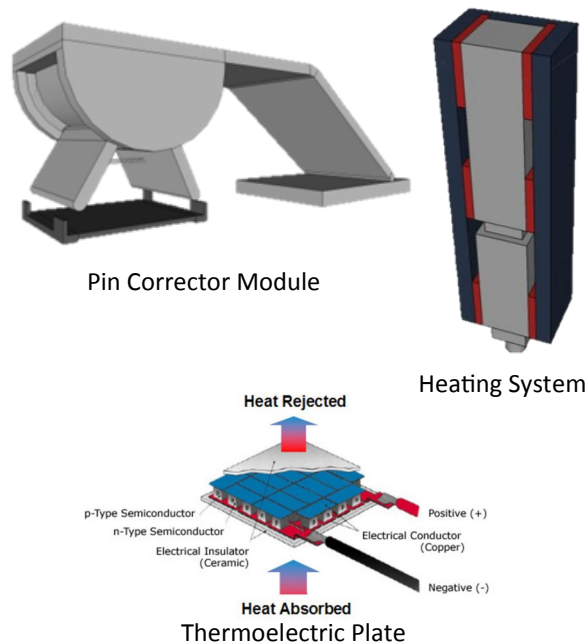 Pin Corrector Module
Heating System
Heat Rejected
p-Type Semiconductor
n-Type Semiconductor
Electrical Insulator
(Ceramic)
Positive (+)
Electrical Conductor
(Copper)
Negative (-)
Heat Absorbed
Thermoelectric Plate